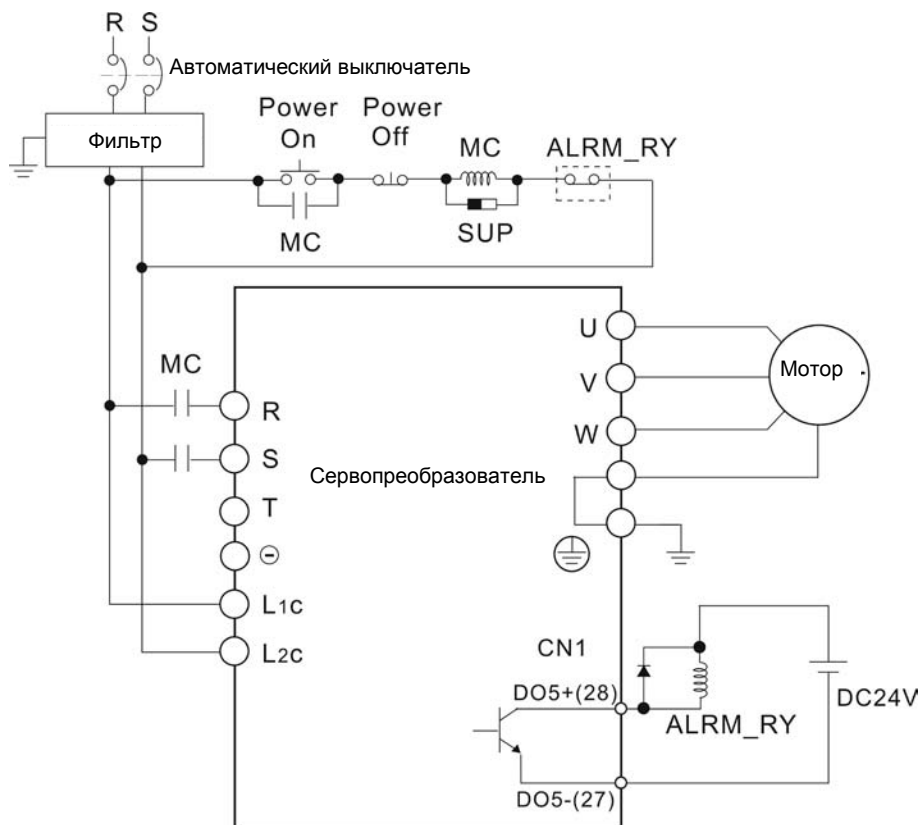 R S
Автоматический выключатель
Фильтр
Power
On
Power
Off
MC
ALRM_RY
MC
SUP
MC
R
S
T
⊖
L1c
L2c
Сервопреобразователь
U
V
W
Мотор
CN1
DO5+(28)
DO5-(27)
ALRM_RY
DC24V